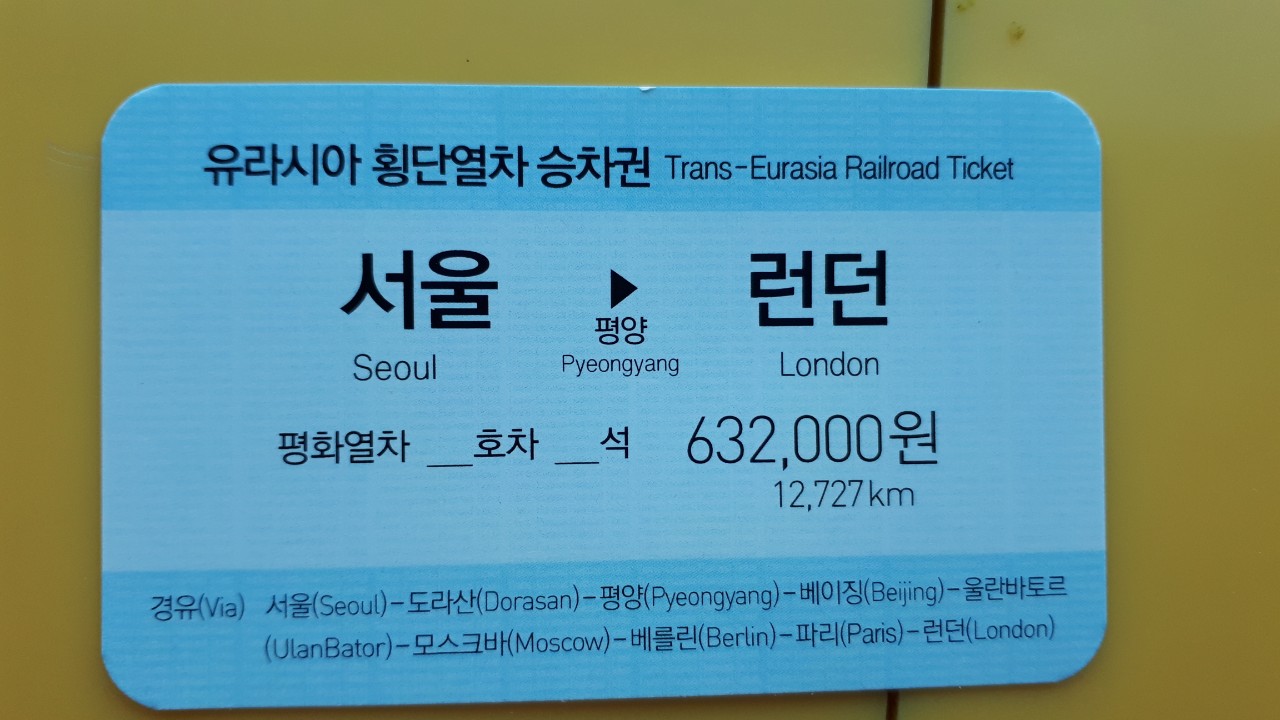 유라시아 횡단열차 승차권 Trans-Eurasia Railroad Ticket
서울 ▶ 런던
평양
Seoul Pyeongyang London
평화열차 __호차 __석 632,000원
12,727km
경유(Via) 서울(Seoul)-도라산(Dorasan)-평양(Pyeongyang)-베이징(Beijing)-울란바토르
(UlanBator)-모스크바(Moscow)-베를린(Berlin)-파리(Paris)-런던(London)